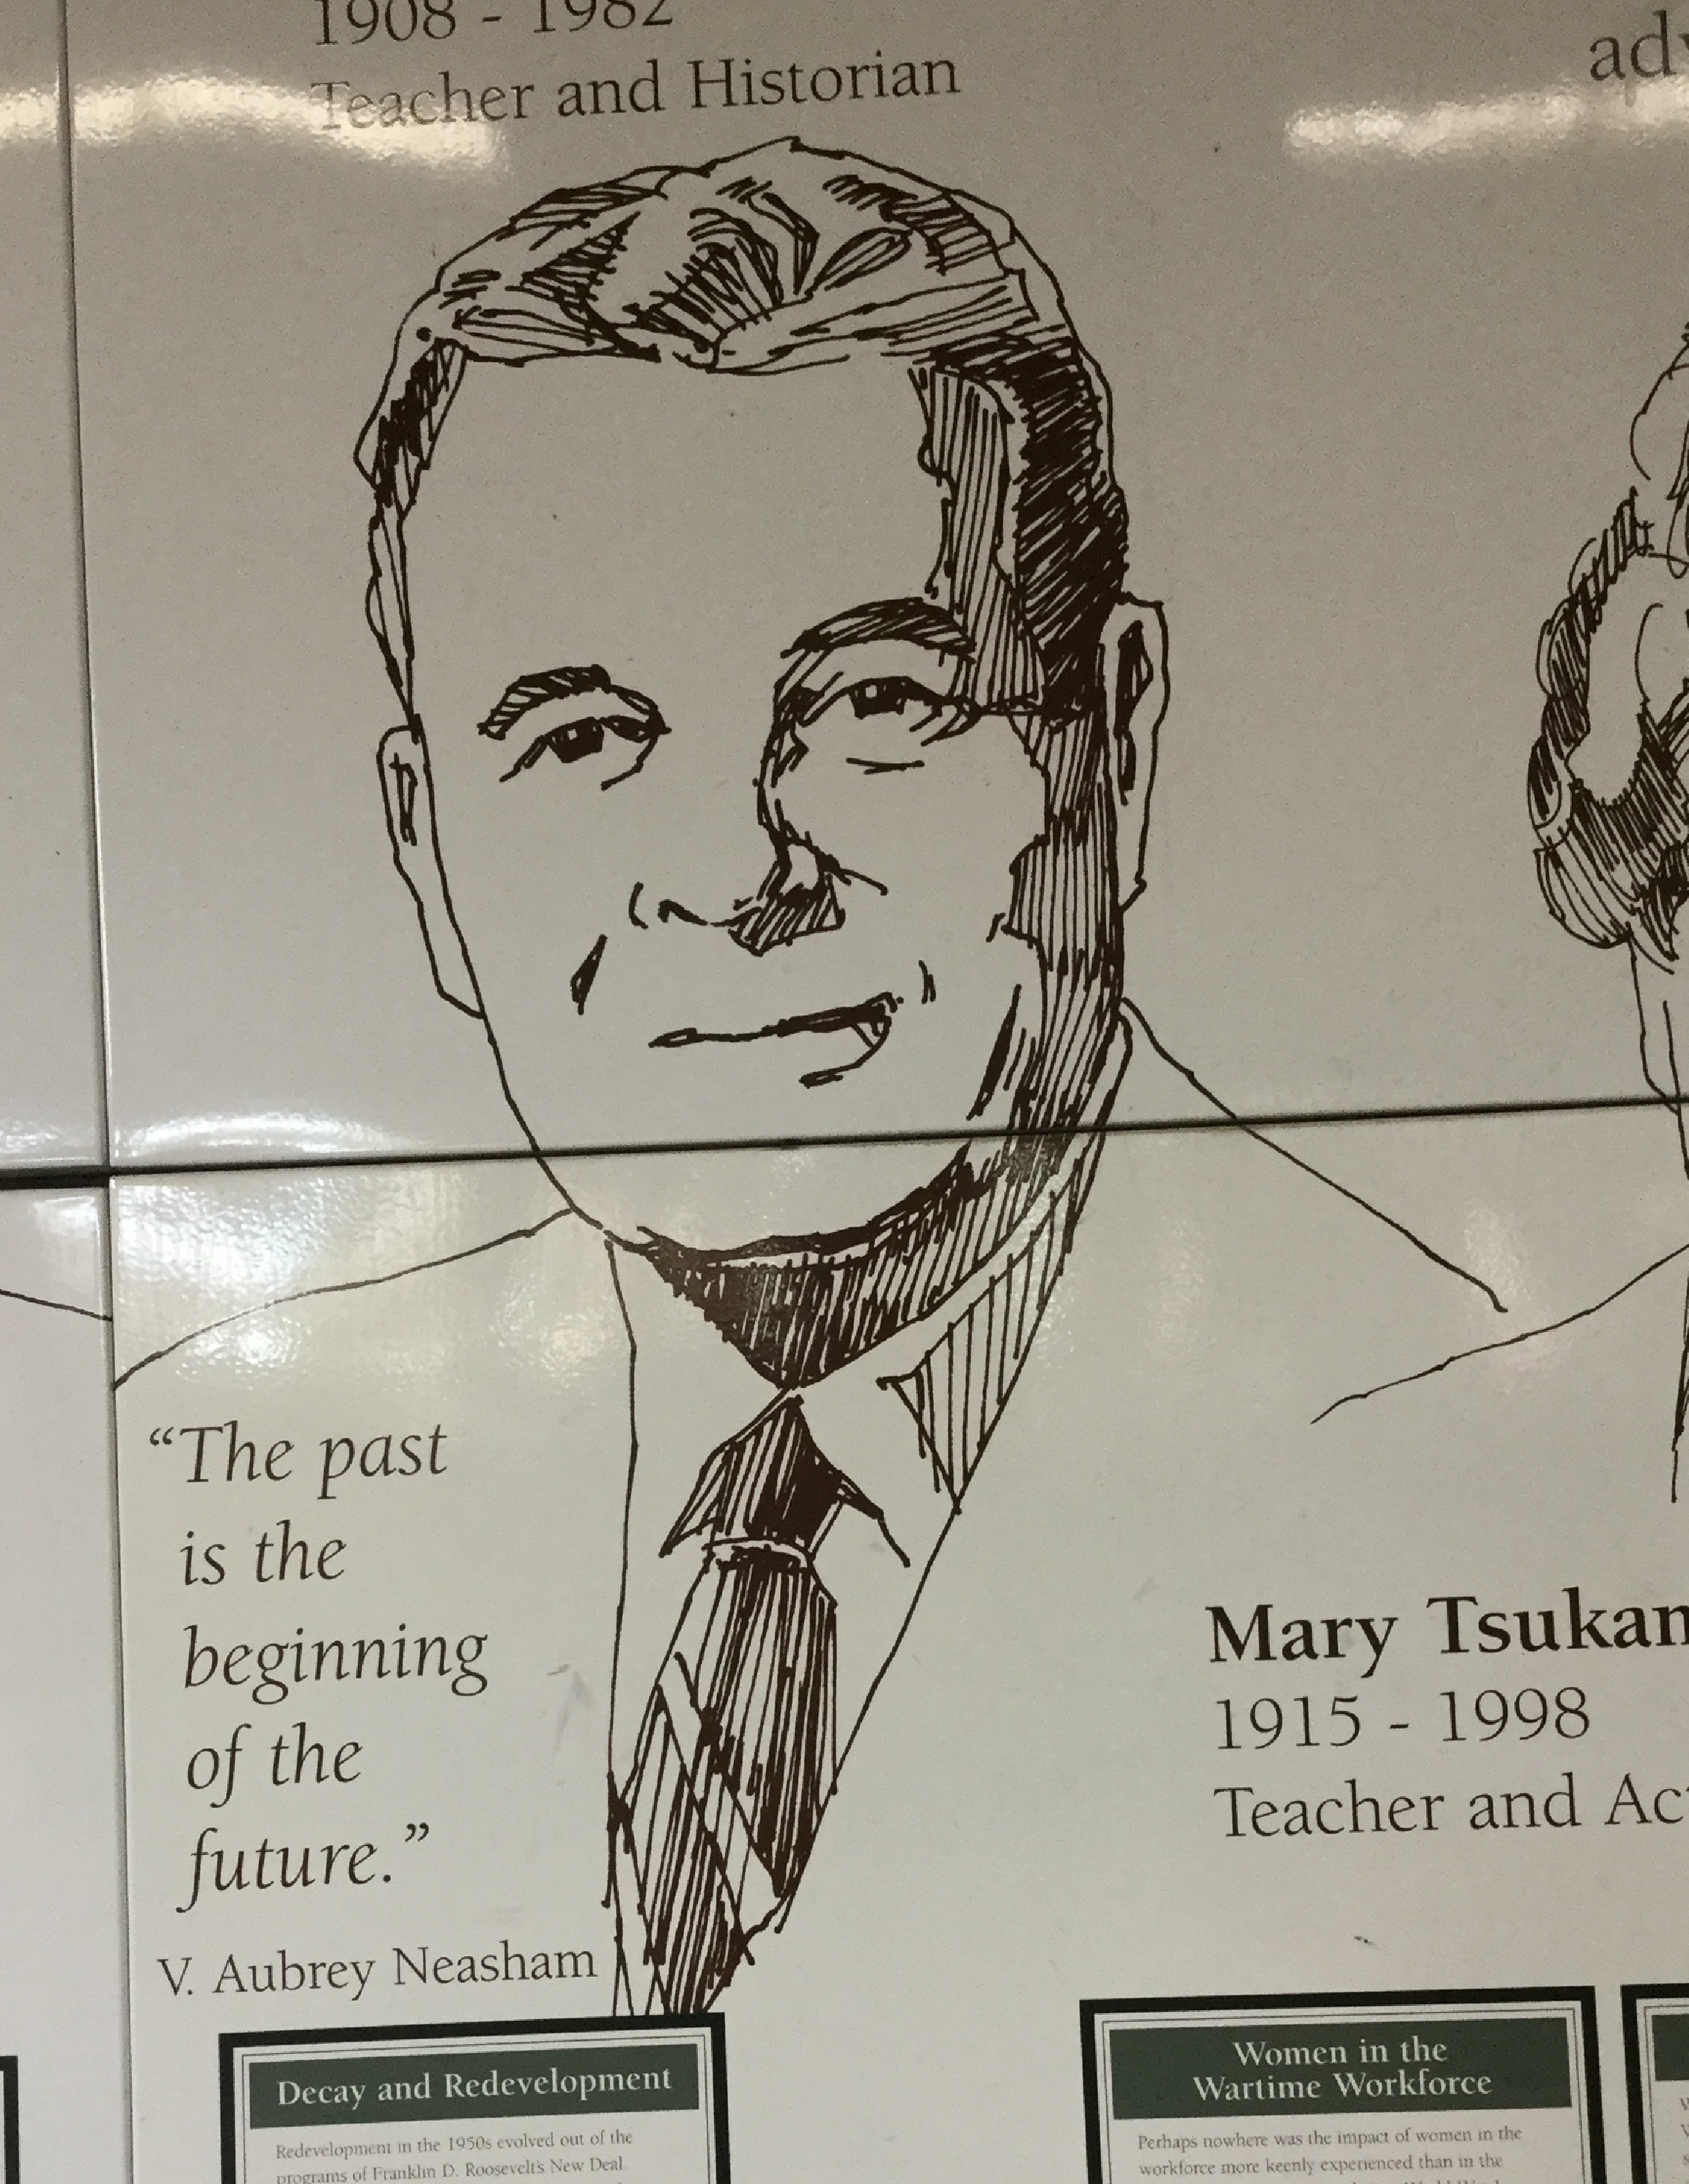 1908 - 1982
Teacher and Historian
“The past
is the
beginning
of the
future.”
V. Aubrey Neasham
Mary Tsukam
1915 - 1998
Teacher and Ac
Decay and Redevelopment
Redevelopment in the 1950s evolved out of the
programs of Franklin D. Roosevelt's New Deal
Women in the
Wartime Workforce
Perhaps nowhere was the impact of women in the
workforce more keenly experienced than in the